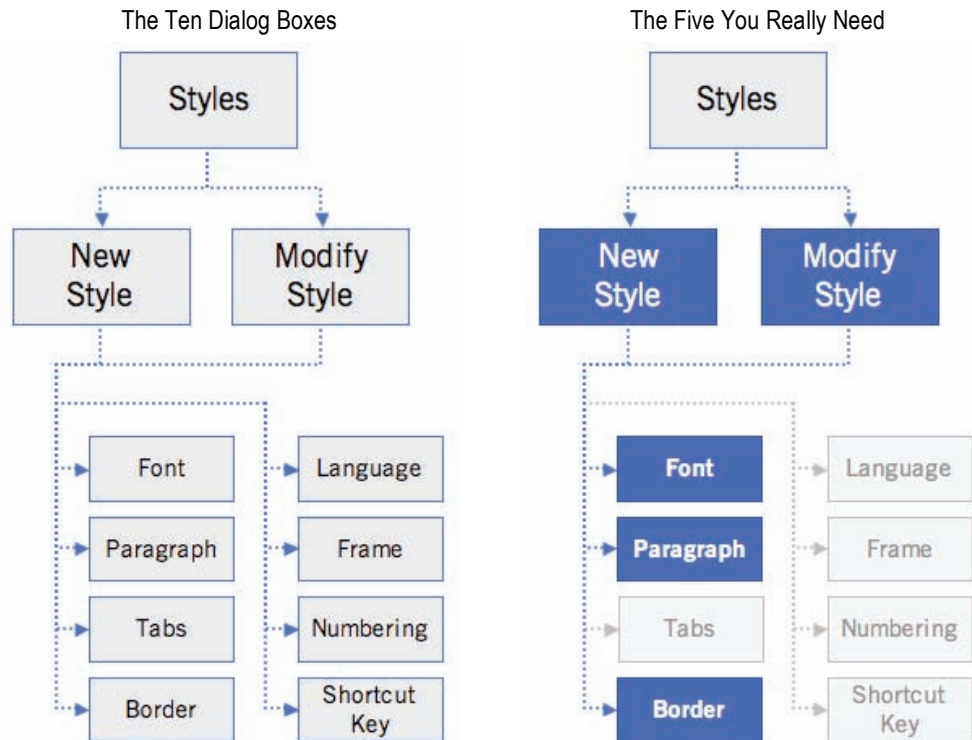 The Ten Dialog Boxes
Styles
New
Style
Modify
Style
Font
Language
Paragraph
Frame
Tabs
Numbering
Border
Shortcut
Key
The Five You Really Need
Styles
New
Style
Modify
Style
Font
Language
Paragraph
Frame
Tabs
Numbering
Border
Shortcut
Key